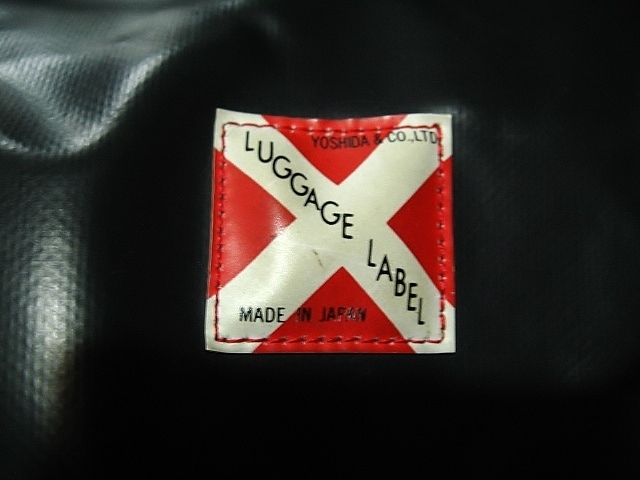 YOSHIDA & CO.,LTD
LUGGAGE LABEL
MADE IN JAPAN